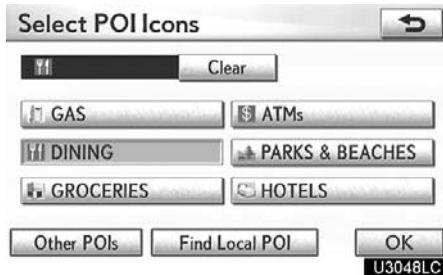 Select POI Icons
Clear
GAS
$ ATMs
DINING
PARKS & BEACHES
GROCERIES
HOTELS
Other POIs
Find Local POI
OK
U3048LC